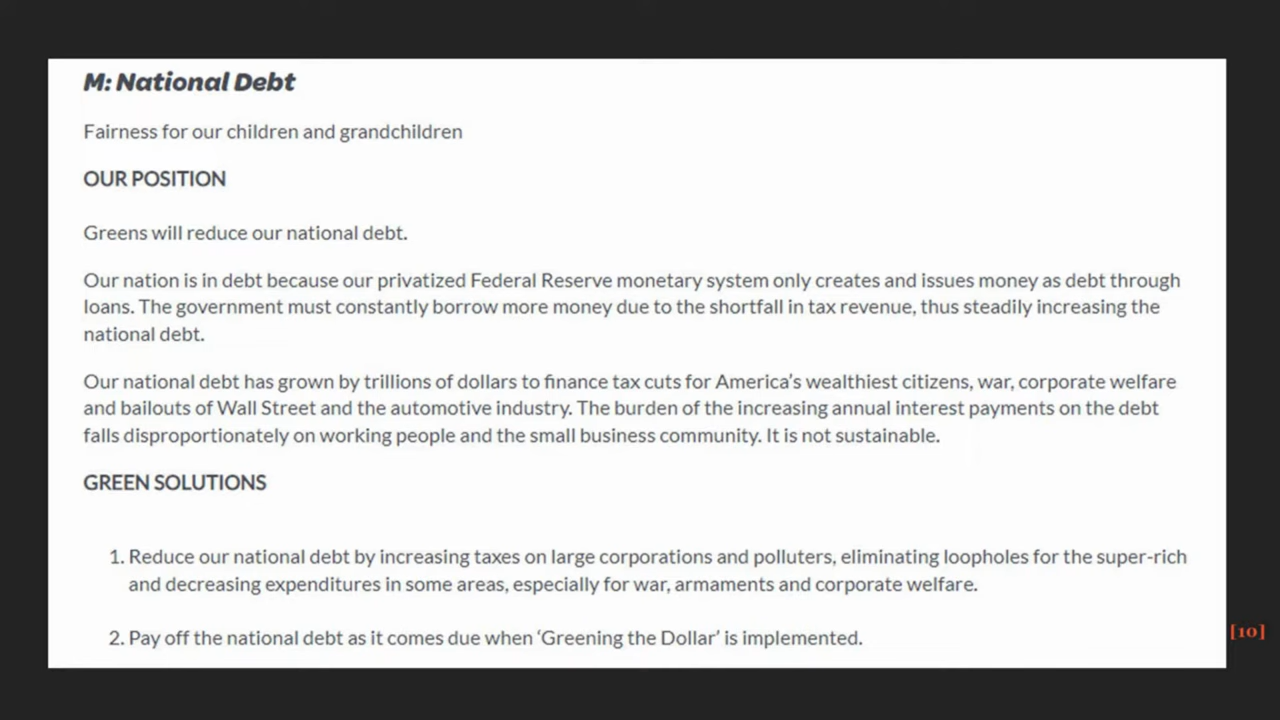 M: National Debt
Fairness for our children and grandchildren
OUR POSITION
Greens will reduce our national debt.
Our nation is in debt because our privatized Federal Reserve monetary system only creates and issues money as debt through
loans. The government must constantly borrow more money due to the shortfall in tax revenue, thus steadily increasing the
national debt.
Our national debt has grown by trillions of dollars to finance tax cuts for America's wealthiest citizens, war, corporate welfare
and bailouts of Wall Street and the automotive industry. The burden of the increasing annual interest payments on the debt
falls disproportionately on working people and the small business community. It is not sustainable.
GREEN SOLUTIONS
1. Reduce our national debt by increasing taxes on large corporations and polluters, eliminating loopholes for the super-rich
and decreasing expenditures in some areas, especially for war, armaments and corporate welfare.
2. Pay off the national debt as it comes due when ‘Greening the Dollar’ is implemented.
[10]